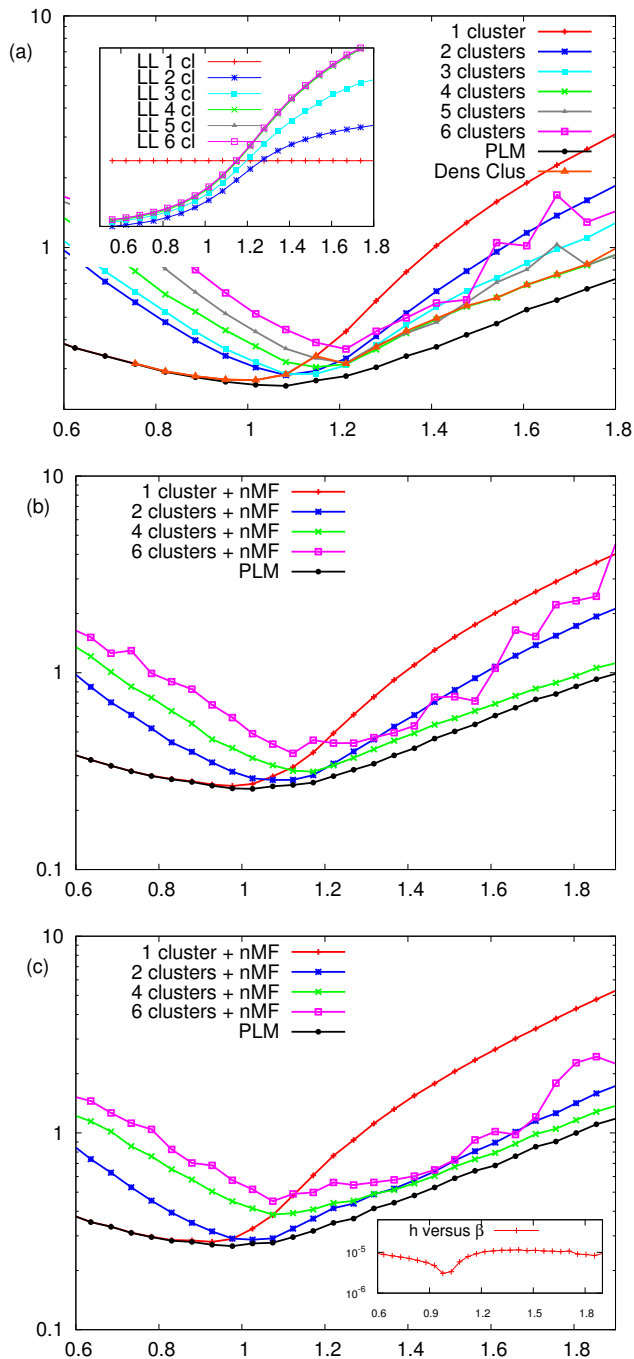 (a)
10
1
0.6
0.8
1
1.2
1.4
1.6
1.8
1 cluster
2 clusters
3 clusters
4 clusters
5 clusters
6 clusters
PLM
Dens Clus
LL 1 cl
LL 2 cl
LL 3 cl
LL 4 cl
LL 5 cl
LL 6 cl
0.6
0.8
1
1.2
1.4
1.6
1.8
(b)
10
1
0.1
0.6
0.8
1
1.2
1.4
1.6
1.8
1 cluster + nMF
2 clusters + nMF
4 clusters + nMF
6 clusters + nMF
PLM
(c)
10
1
0.1
0.6
0.8
1
1.2
1.4
1.6
1.8
1 cluster + nMF
2 clusters + nMF
4 clusters + nMF
6 clusters + nMF
PLM
h versus β
10⁻⁵
10⁻⁶
0.6
0.9
1.2
1.5
1.8